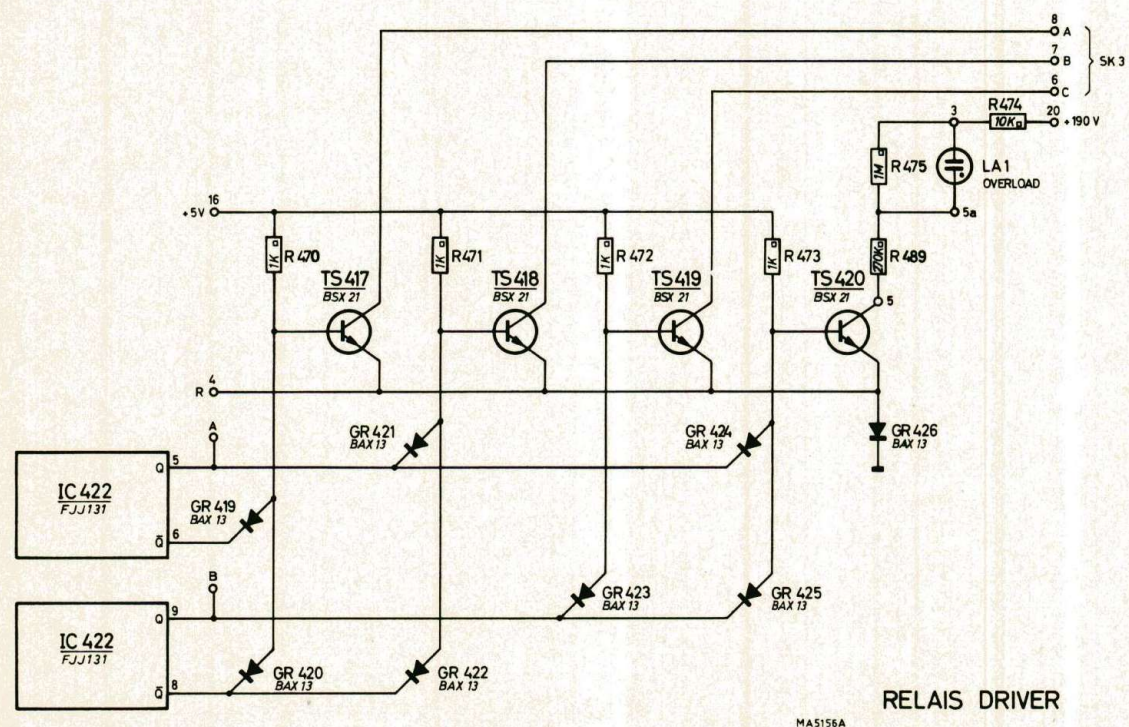 8
A
7
B
SK 3
6
C
R474
3
10K
20
+190 V
R 475
1M
LA1
OVERLOAD
5a
+5V
16
R 470
1K
R471
1K
R 472
1K
R 473
1K
270K
R 489
TS 417
BSX 21
TS 418
BSX 21
TS 419
BSX 21
TS 420
BSX 21
5
R
4
A
GR 421
BAX 13
GR 424
BAX 13
GR 426
BAX 13
Q
5
IC 422
FJJ131
GR 419
BAX 13
Q̅
6
B
GR 423
BAX 13
GR 425
BAX 13
Q
9
IC 422
FJJ131
GR 420
BAX 13
GR 422
BAX 13
Q̅
8
RELAIS DRIVER
MA5156A